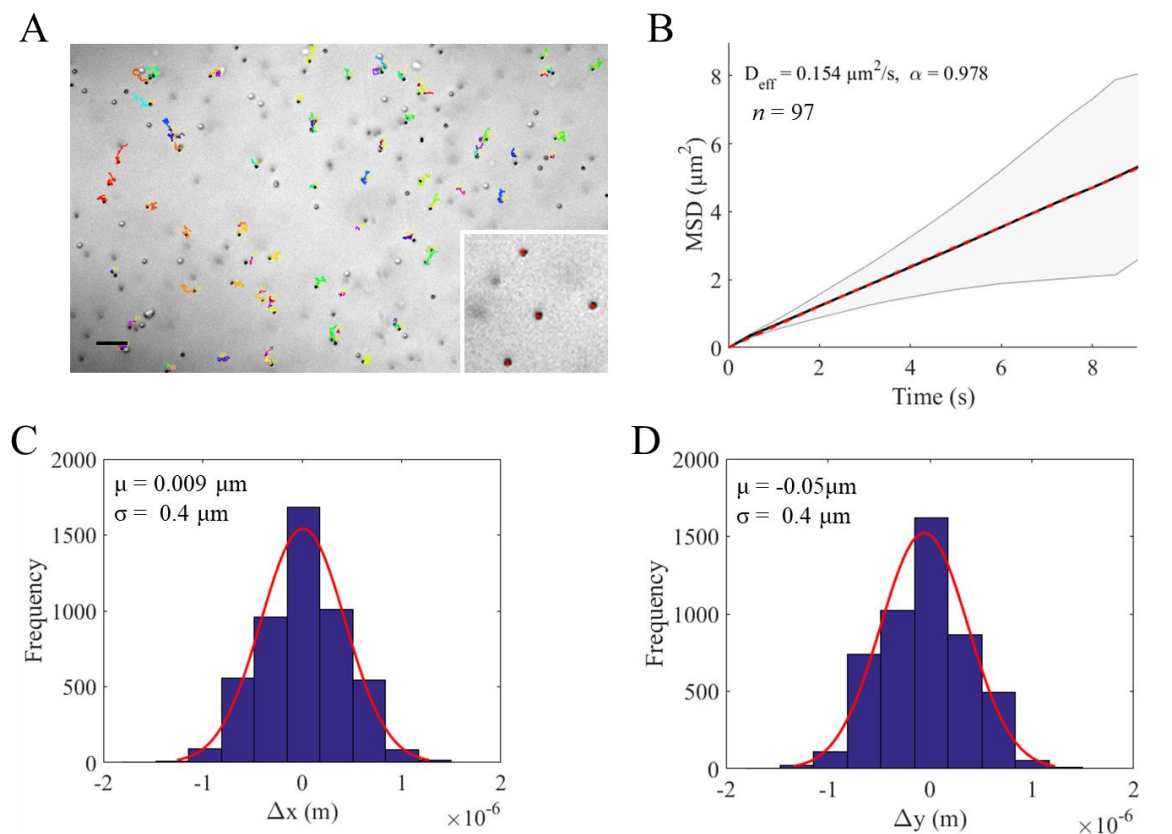 A
B
D_eff = 0.154 μm²/s, α = 0.978
n = 97
8
6
4
2
0
MSD (μm²)
0 2 4 6 8
Time (s)
C
2000
1500
1000
500
0
Frequency
μ = 0.009 μm
σ = 0.4 μm
-2 -1 0 1 2
Δx (m)
×10⁻⁶
D
2000
1500
1000
500
0
Frequency
μ = -0.05μm
σ = 0.4 μm
-2 -1 0 1 2
Δy (m)
×10⁻⁶